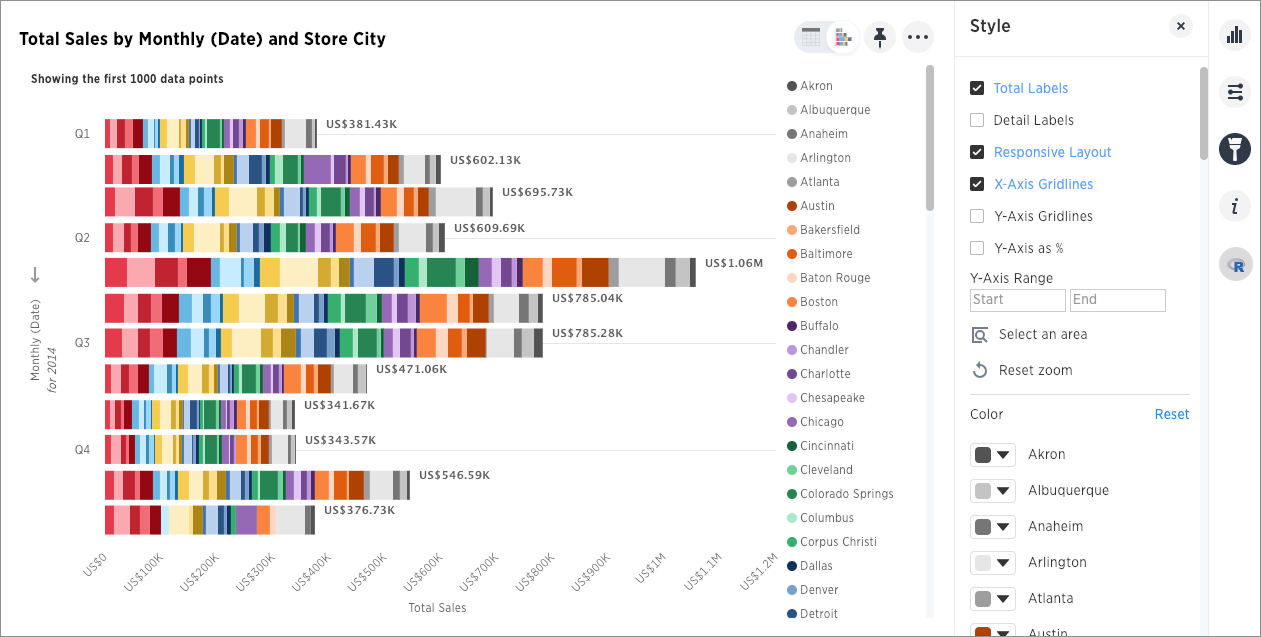 Total Sales by Monthly (Date) and Store City
Showing the first 1000 data points
Q1
Q2
Q3
Q4
Monthly (Date)
for 2014
US$381.43K
US$602.13K
US$695.73K
US$609.69K
US$1.06M
US$785.04K
US$785.28K
US$471.06K
US$341.67K
US$343.57K
US$546.59K
US$376.73K
US$0
US$100K
US$200K
US$300K
US$400K
US$500K
US$600K
US$700K
US$800K
US$900K
US$1M
US$1.1M
US$1.2M
Total Sales
Akron
Albuquerque
Anaheim
Arlington
Atlanta
Austin
Bakersfield
Baltimore
Baton Rouge
Boston
Buffalo
Chandler
Charlotte
Chesapeake
Chicago
Cincinnati
Cleveland
Colorado Springs
Columbus
Corpus Christi
Dallas
Denver
Detroit
Style
Total Labels
Detail Labels
Responsive Layout
X-Axis Gridlines
Y-Axis Gridlines
Y-Axis as %
Y-Axis Range
Start End
Select an area
Reset zoom
Color Reset
Akron
Albuquerque
Anaheim
Arlington
Atlanta
Austin
i
R